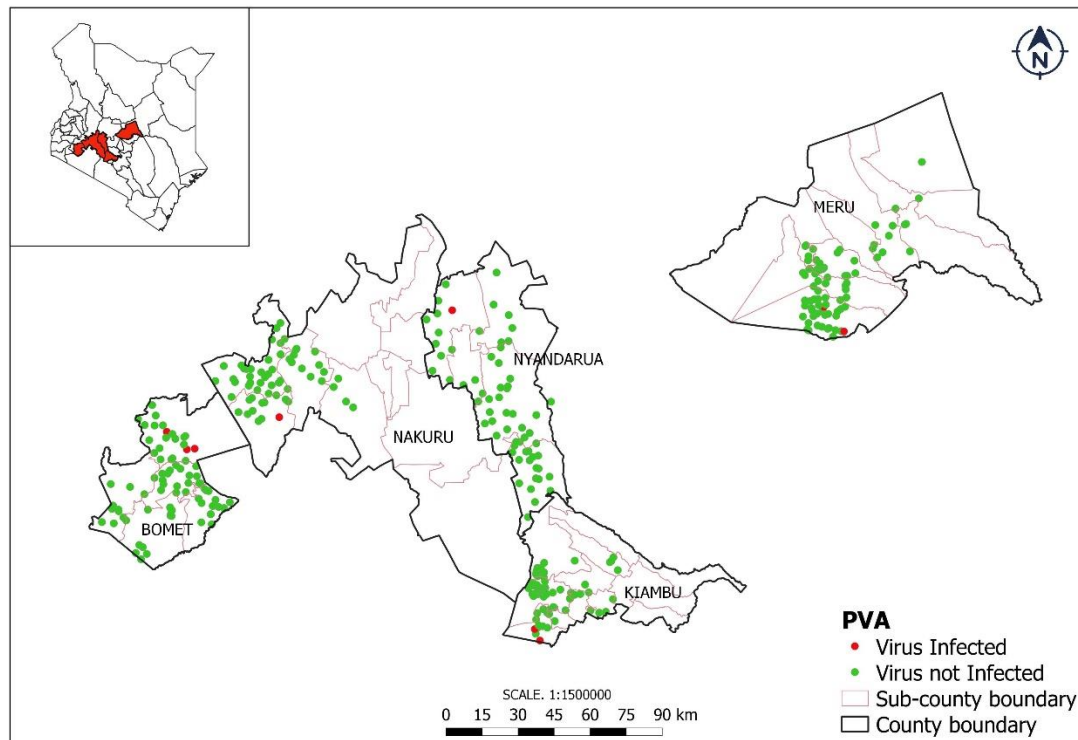 N
MERU
NYANDARUA
NAKURU
BOMET
KIAMBU
PVA
Virus Infected
Virus not Infected
Sub-county boundary
County boundary
SCALE. 1:1500000
0 15 30 45 60 75 90 km